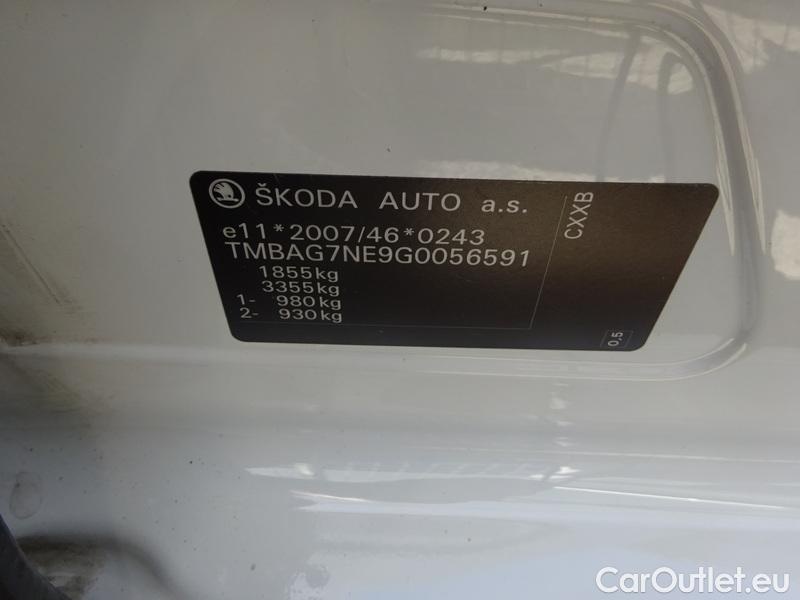 ŠKODA AUTO a.s.
e11*2007/46*0243
TMBAG7NE9G0056591
1855kg
3355kg
1- 980kg
2- 930kg
CXXB
0,5
CarOutlet.eu